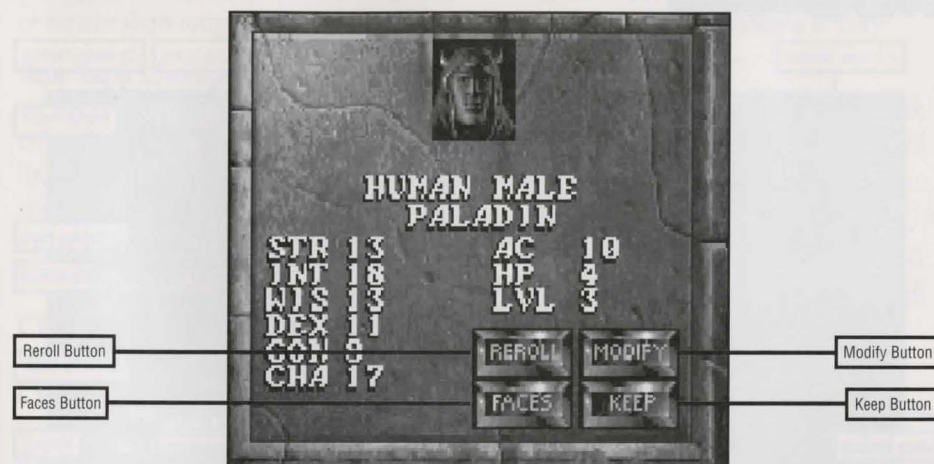 HUMAN MALE
PALADIN
STR 13
INT 18
WIS 13
DEX 11
CON
CHA 17
AC 10
HP 4
LVL 3
REROLL
MODIFY
FACES
KEEP
Reroll Button
Faces Button
Modify Button
Keep Button